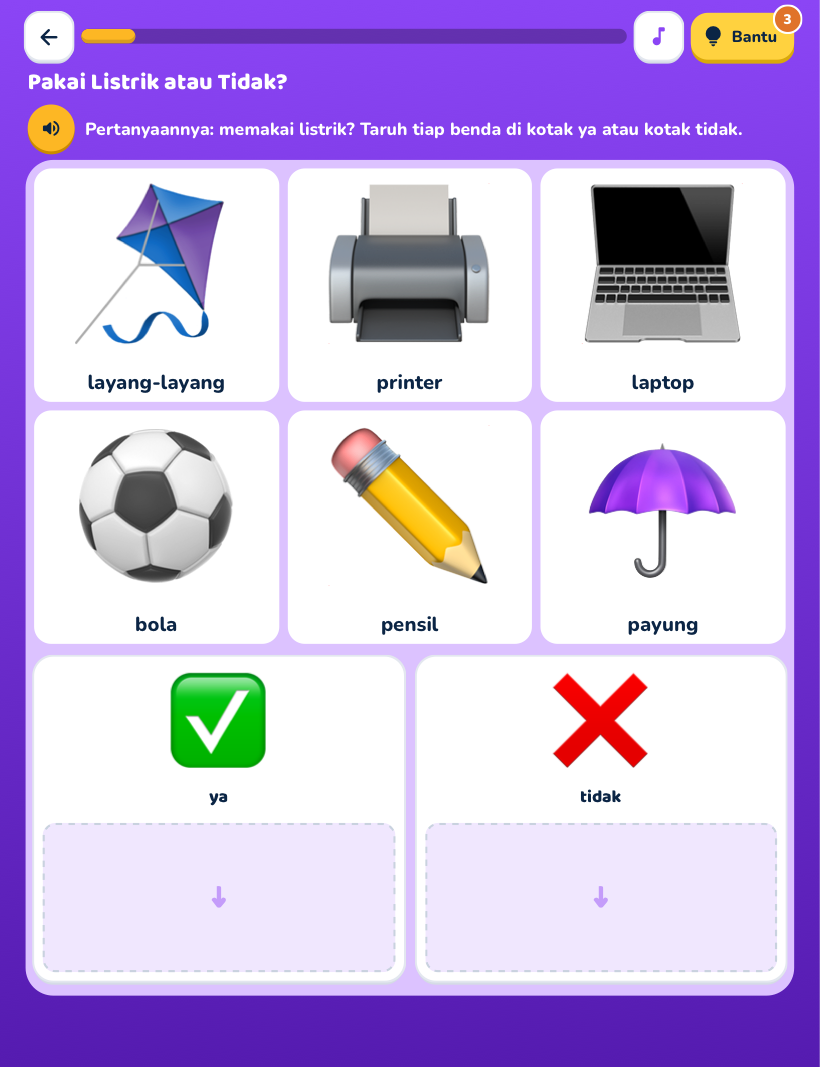 3
Bantu
Pakai Listrik atau Tidak?
Pertanyaannya: memakai listrik? Taruh tiap benda di kotak ya atau kotak tidak.
layang-layang
printer
laptop
bola
pensil
payung
ya
tidak